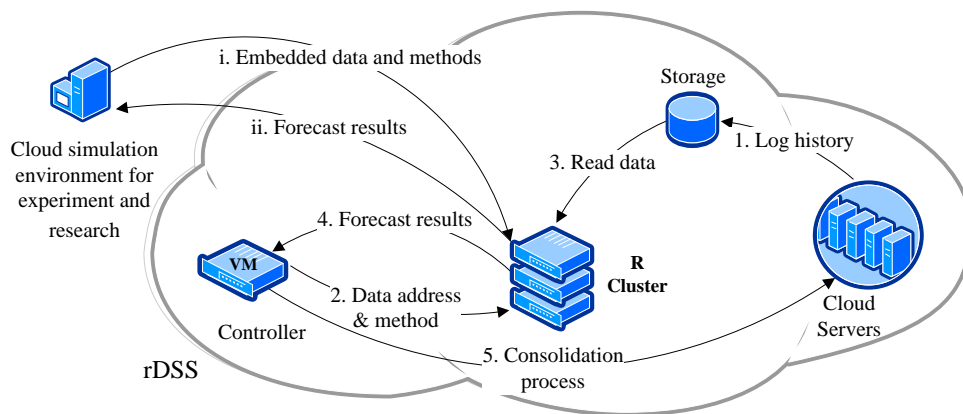 i. Embedded data and methods
Storage
ii. Forecast results
1. Log history
Cloud simulation
environment for
experiment and
research
3. Read data
4. Forecast results
VM
R
Cluster
2. Data address
& method
Controller
Cloud
Servers
5. Consolidation
process
rDSS